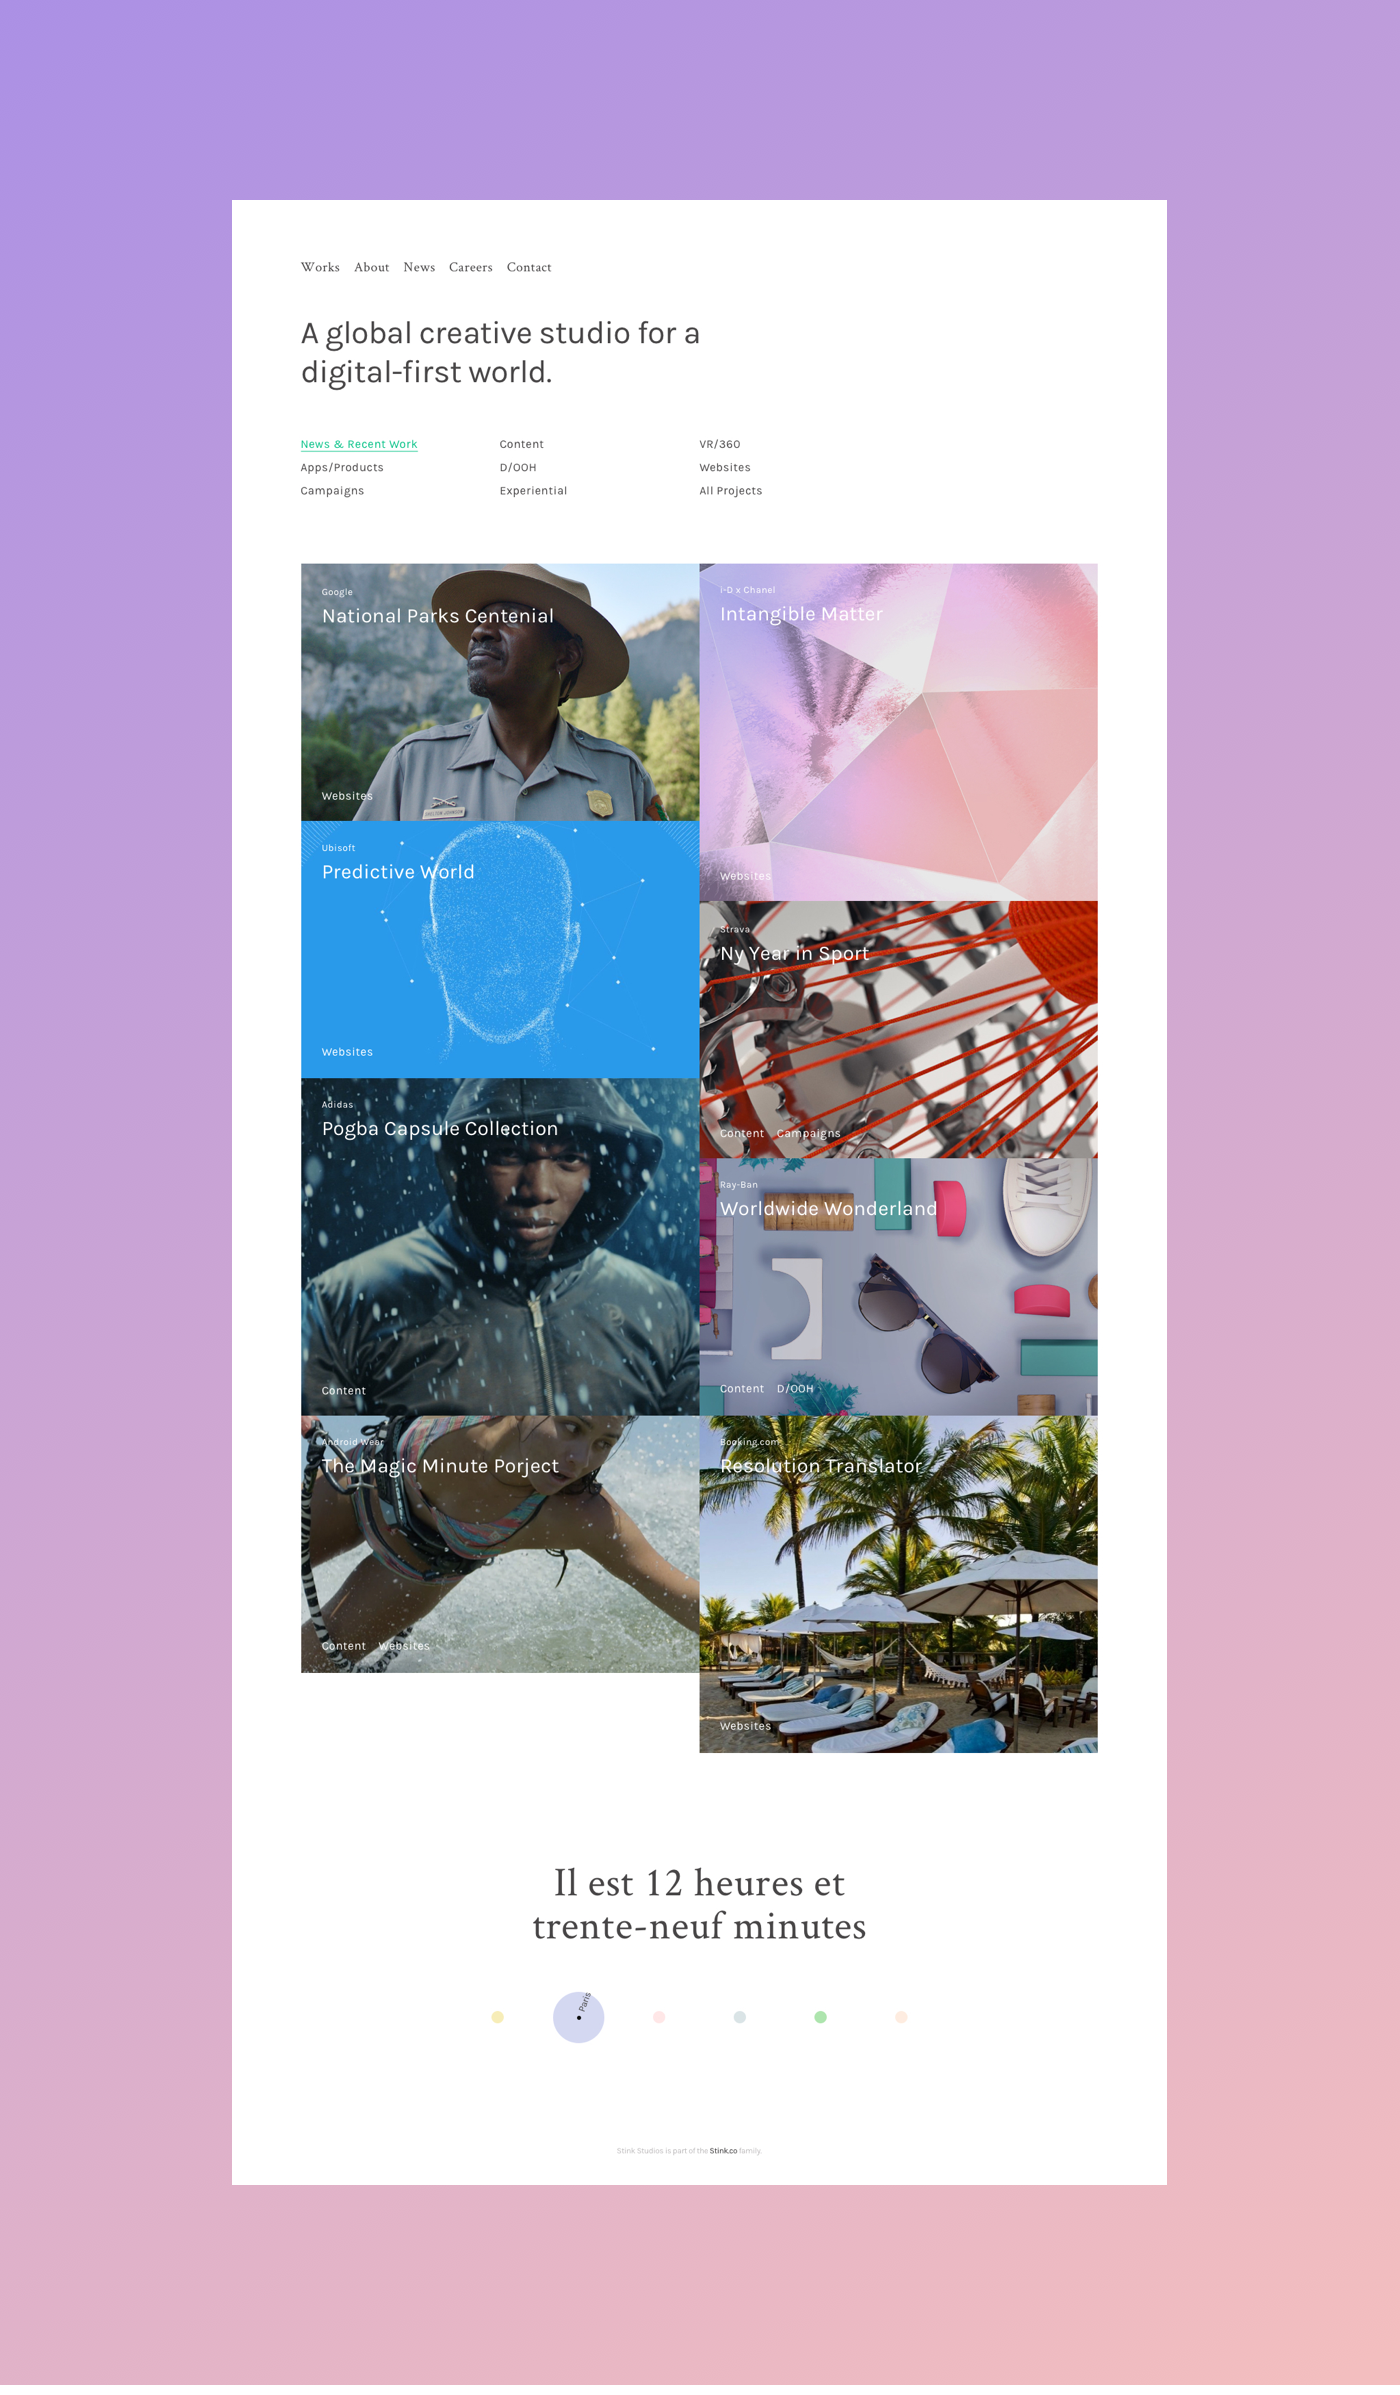 Works About News Careers Contact
A global creative studio for a
digital-first world.
News & Recent Work
Apps/Products
Campaigns
Content
D/OOH
Experiential
VR/360
Websites
All Projects
Google
National Parks Centenial
Websites
I-D x Chanel
Intangible Matter
Websites
Ubisoft
Predictive World
Websites
Strava
Ny Year in Sport
Content Campaigns
Adidas
Pogba Capsule Collection
Content
Ray-Ban
Worldwide Wonderland
Content D/OOH
Android Wear
The Magic Minute Porject
Content Websites
Booking.com
Resolution Translator
Websites
Il est 12 heures et
trente-neuf minutes
Paris
Stink Studios is part of the Stink.co family.